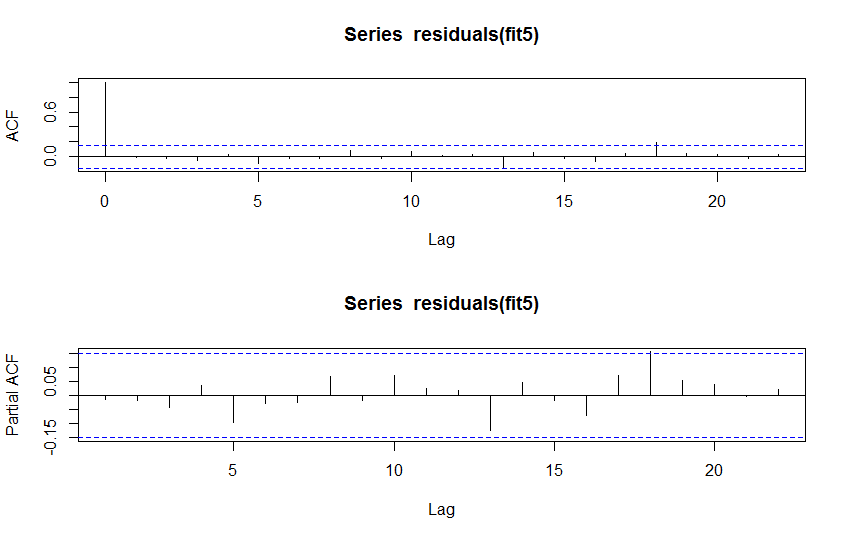 Series  residuals(fit5)
ACF
0.0 0.6
0 5 10 15 20
Lag
Series  residuals(fit5)
Partial ACF
-0.15 0.05
5 10 15 20
Lag